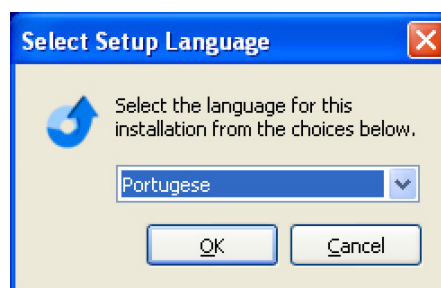 Select Setup Language
Select the language for this
installation from the choices below.
Portugese
OK
Cancel